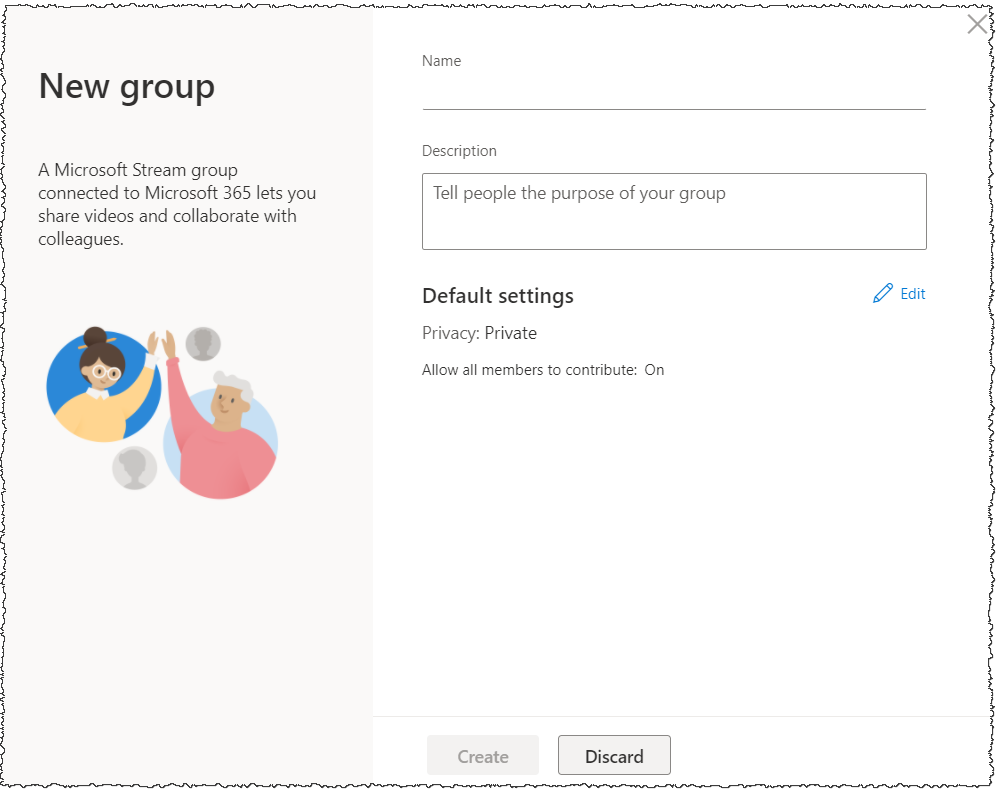 New group
A Microsoft Stream group
connected to Microsoft 365 lets you
share videos and collaborate with
colleagues.
Name
Description
Tell people the purpose of your group
Default settings
Edit
Privacy: Private
Allow all members to contribute: On
Create
Discard